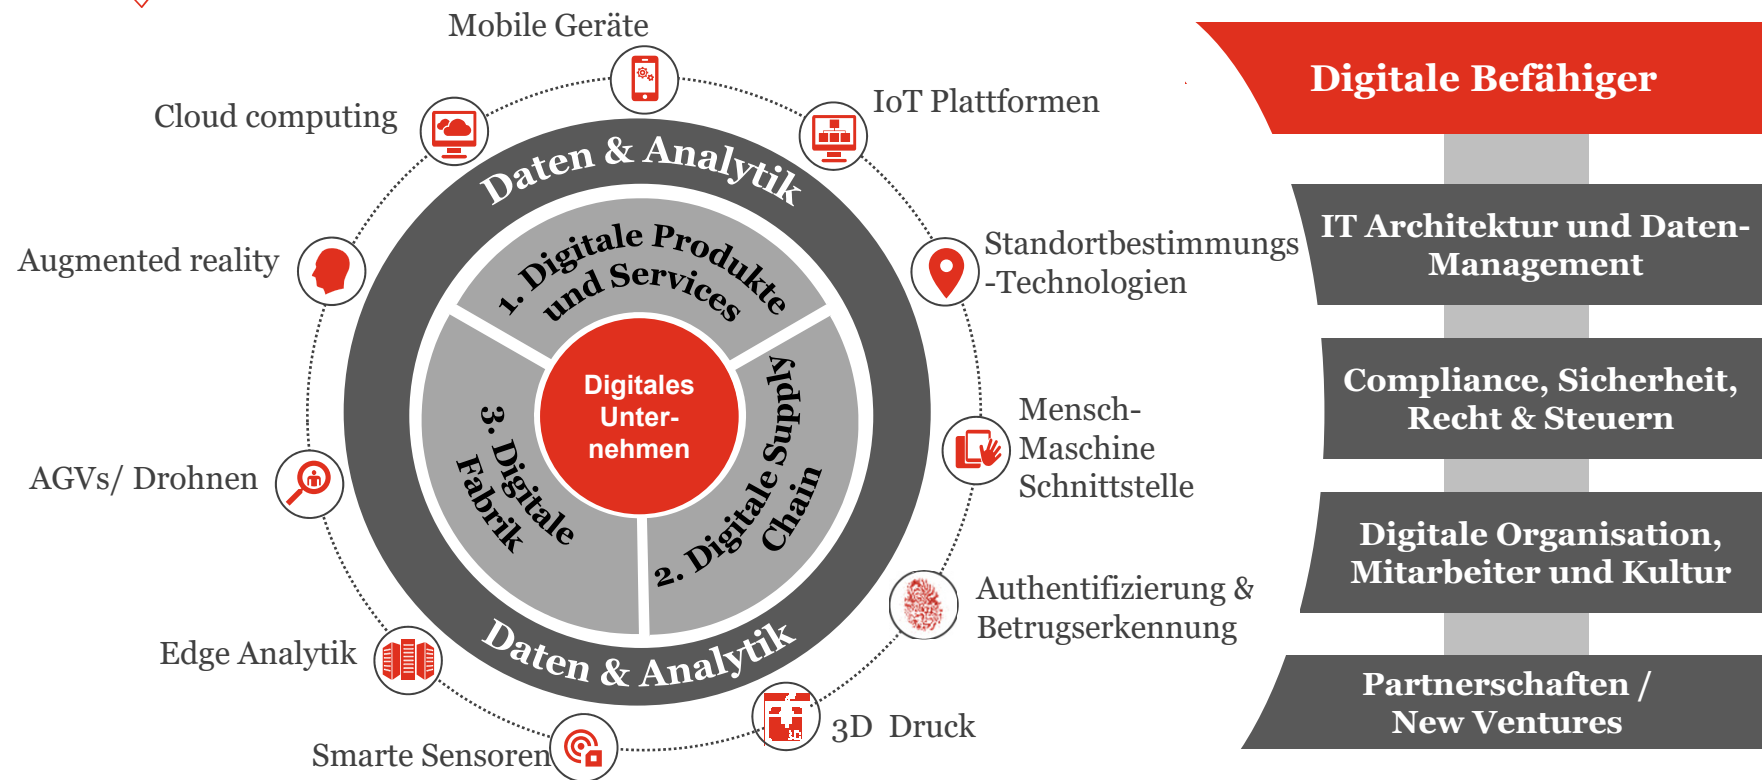 Mobile Geräte
Cloud computing
IoT Plattformen
Augmented reality
Standortbestimmungs
-Technologien
AGVs/ Drohnen
Mensch-
Maschine
Schnittstelle
Edge Analytik
Authentifizierung &
Betrugserkennung
Smarte Sensoren
3D Druck
3D
Daten & Analytik
1. Digitale Produkte
und Services
2. Digitale Supply
Chain
3. Digitale
Fabrik
Digitales
Unter-
nehmen
Daten & Analytik
Digitale Befähiger
IT Architektur und Daten-
Management
Compliance, Sicherheit,
Recht & Steuern
Digitale Organisation,
Mitarbeiter und Kultur
Partnerschaften /
New Ventures